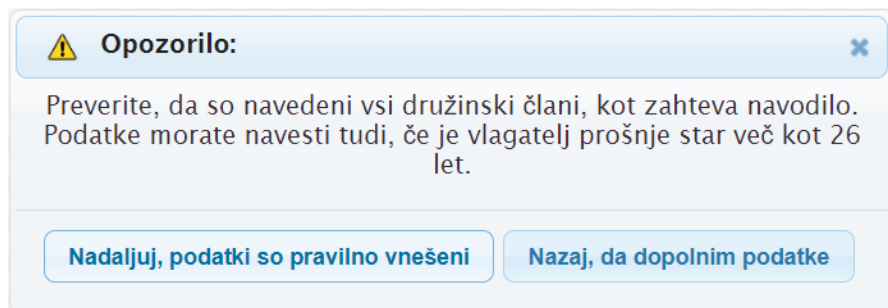 Opozorilo:
Preverite, da so navedeni vsi družinski člani, kot zahteva navodilo.
Podatke morate navesti tudi, če je vlagatelj prošnje star več kot 26
let.
Nadaljuj, podatki so pravilno vnešeni
Nazaj, da dopolnim podatke